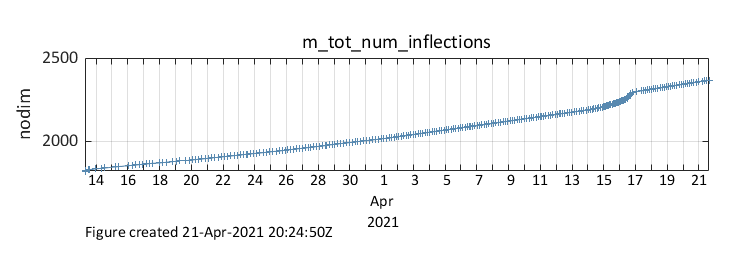 m_tot_num_inflections
2500
2000
nodim
14 16 18 20 22 24 26 28 30 1 3 5 7 9 11 13 15 17 19 21
Apr
2021
Figure created 21-Apr-2021 20:24:50Z